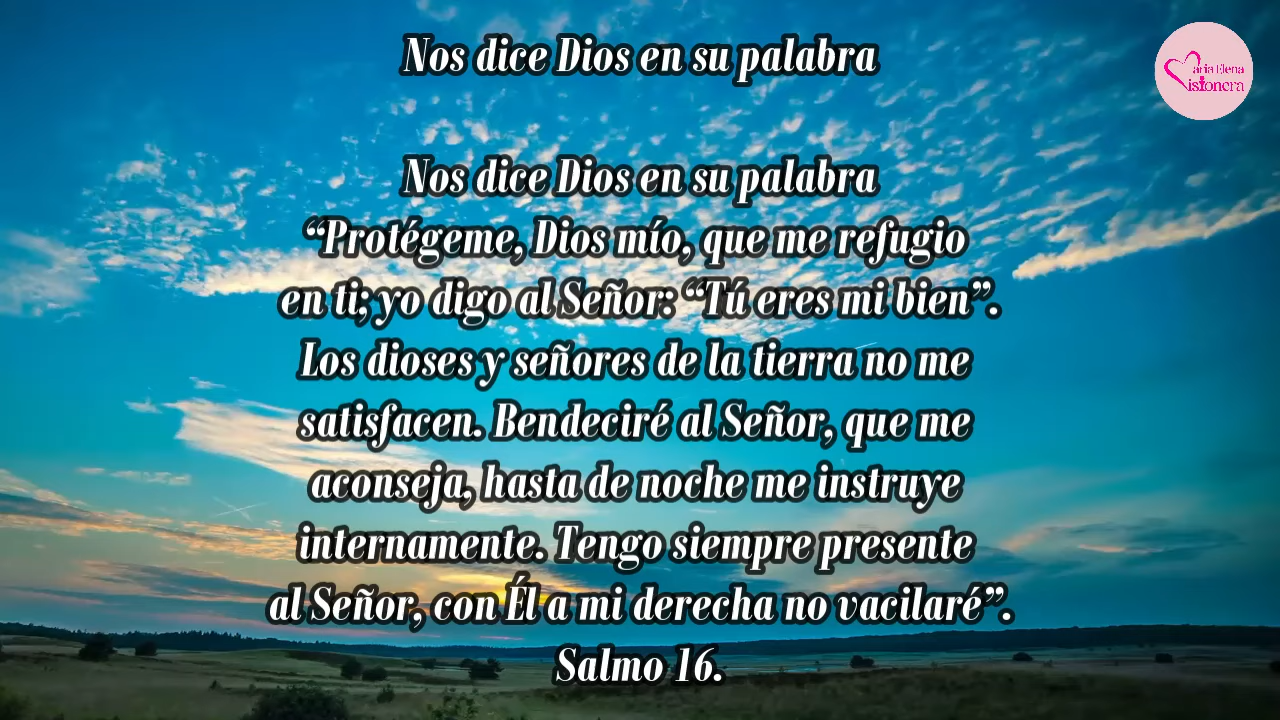 Nos dice Dios en su palabra
Maria Elena
Misionera
Nos dice Dios en su palabra
“Protégeme, Dios mío, que me refugio
en ti; yo digo al Señor: “Tú eres mi bien”.
Los dioses y señores de la tierra no me
satisfacen. Bendeciré al Señor, que me
aconseja, hasta de noche me instruye
internamente. Tengo siempre presente
al Señor, con Él a mi derecha no vacilaré”.
Salmo 16.